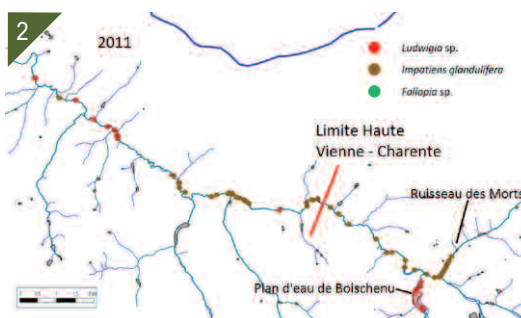 2
2011
Ludwigia sp.
Impatiens glandulifera
Fallopia sp.
Limite Haute
Vienne - Charente
Ruisseau des Morts
Plan d'eau de Boischenu